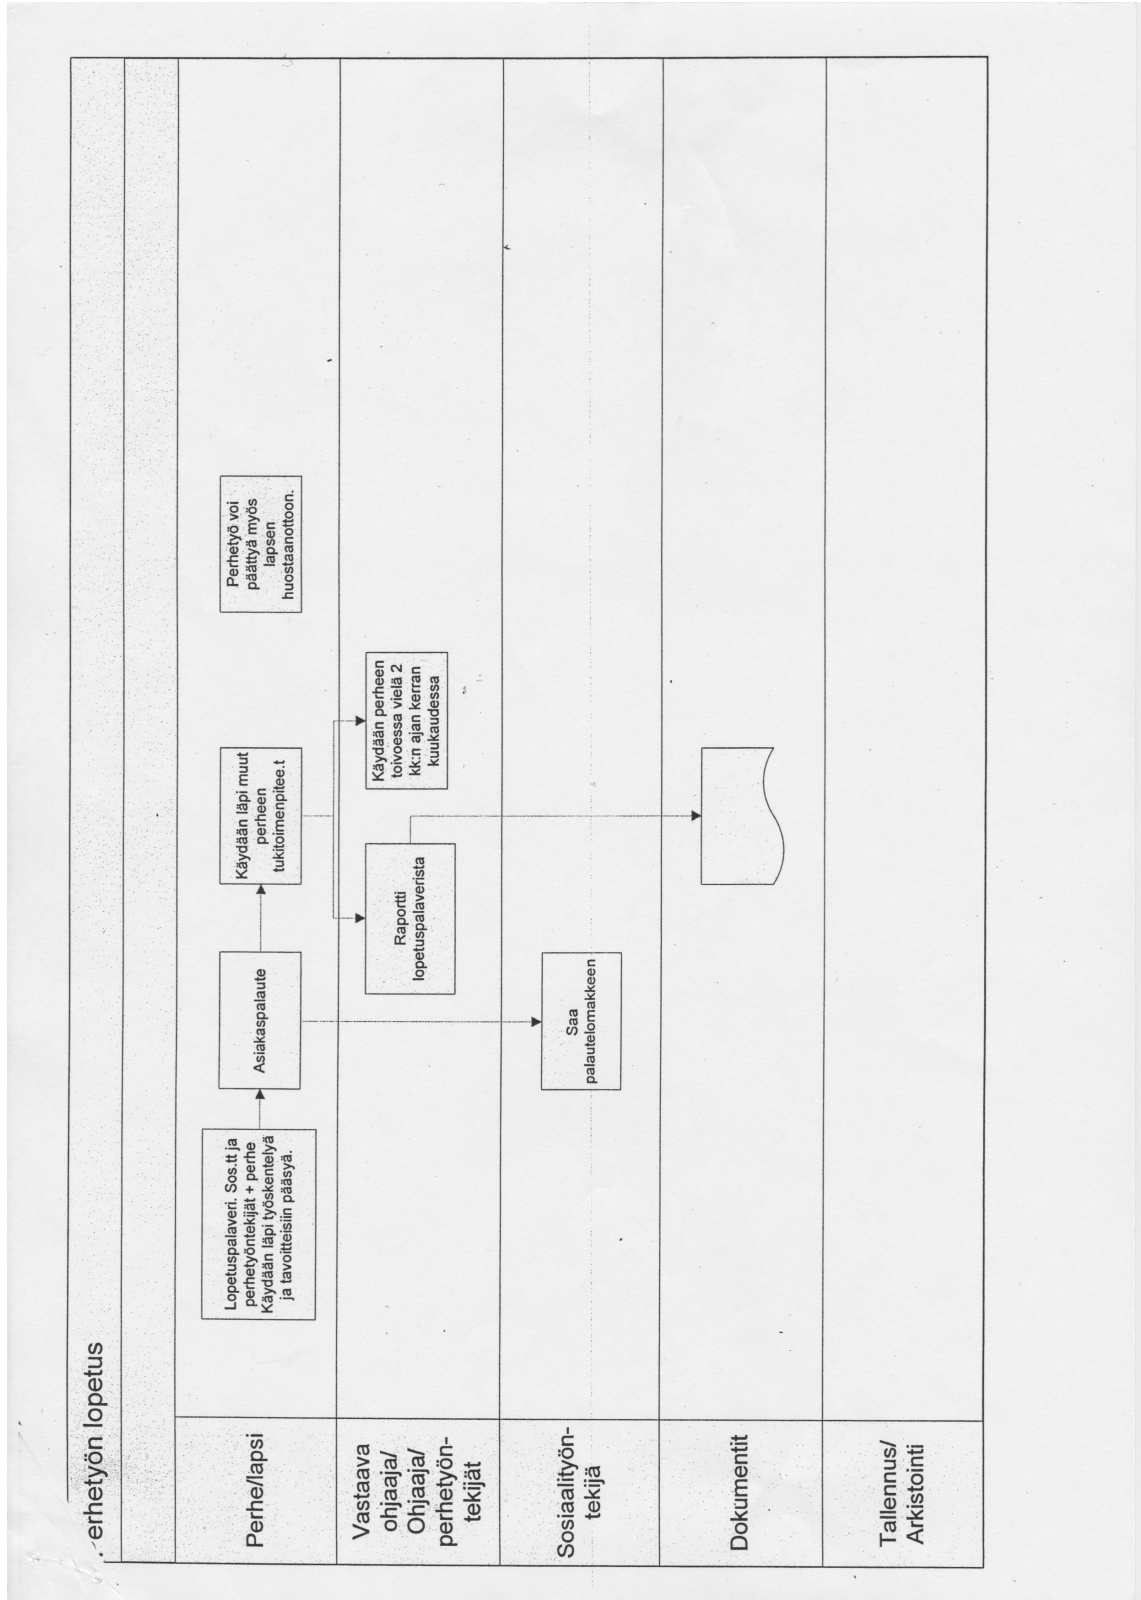 erhetyön lopetus
Perhe/lapsi
Lopetuspalaveri. Sos.tt ja
perhetyöntekijät + perhe
Käydään läpi työskentelyä
ja tavoitteisiin pääsyä.
Asiakaspalaute
Käydään läpi muut
perheen
tukitoimenpitee.t
Perhetyö voi
päättyä myös
lapsen
huostaanottoon.
Vastaava
ohjaaja/
Ohjaaja/
perhetyön-
tekijät
Raportti
lopetuspalaverista
Käydään perheen
toivoessa vielä 2
kk:n ajan kerran
kuukaudessa
Sosiaalityön-
tekijä
Saa
palautelomakkeen
Dokumentit
Tallennus/
Arkistointi